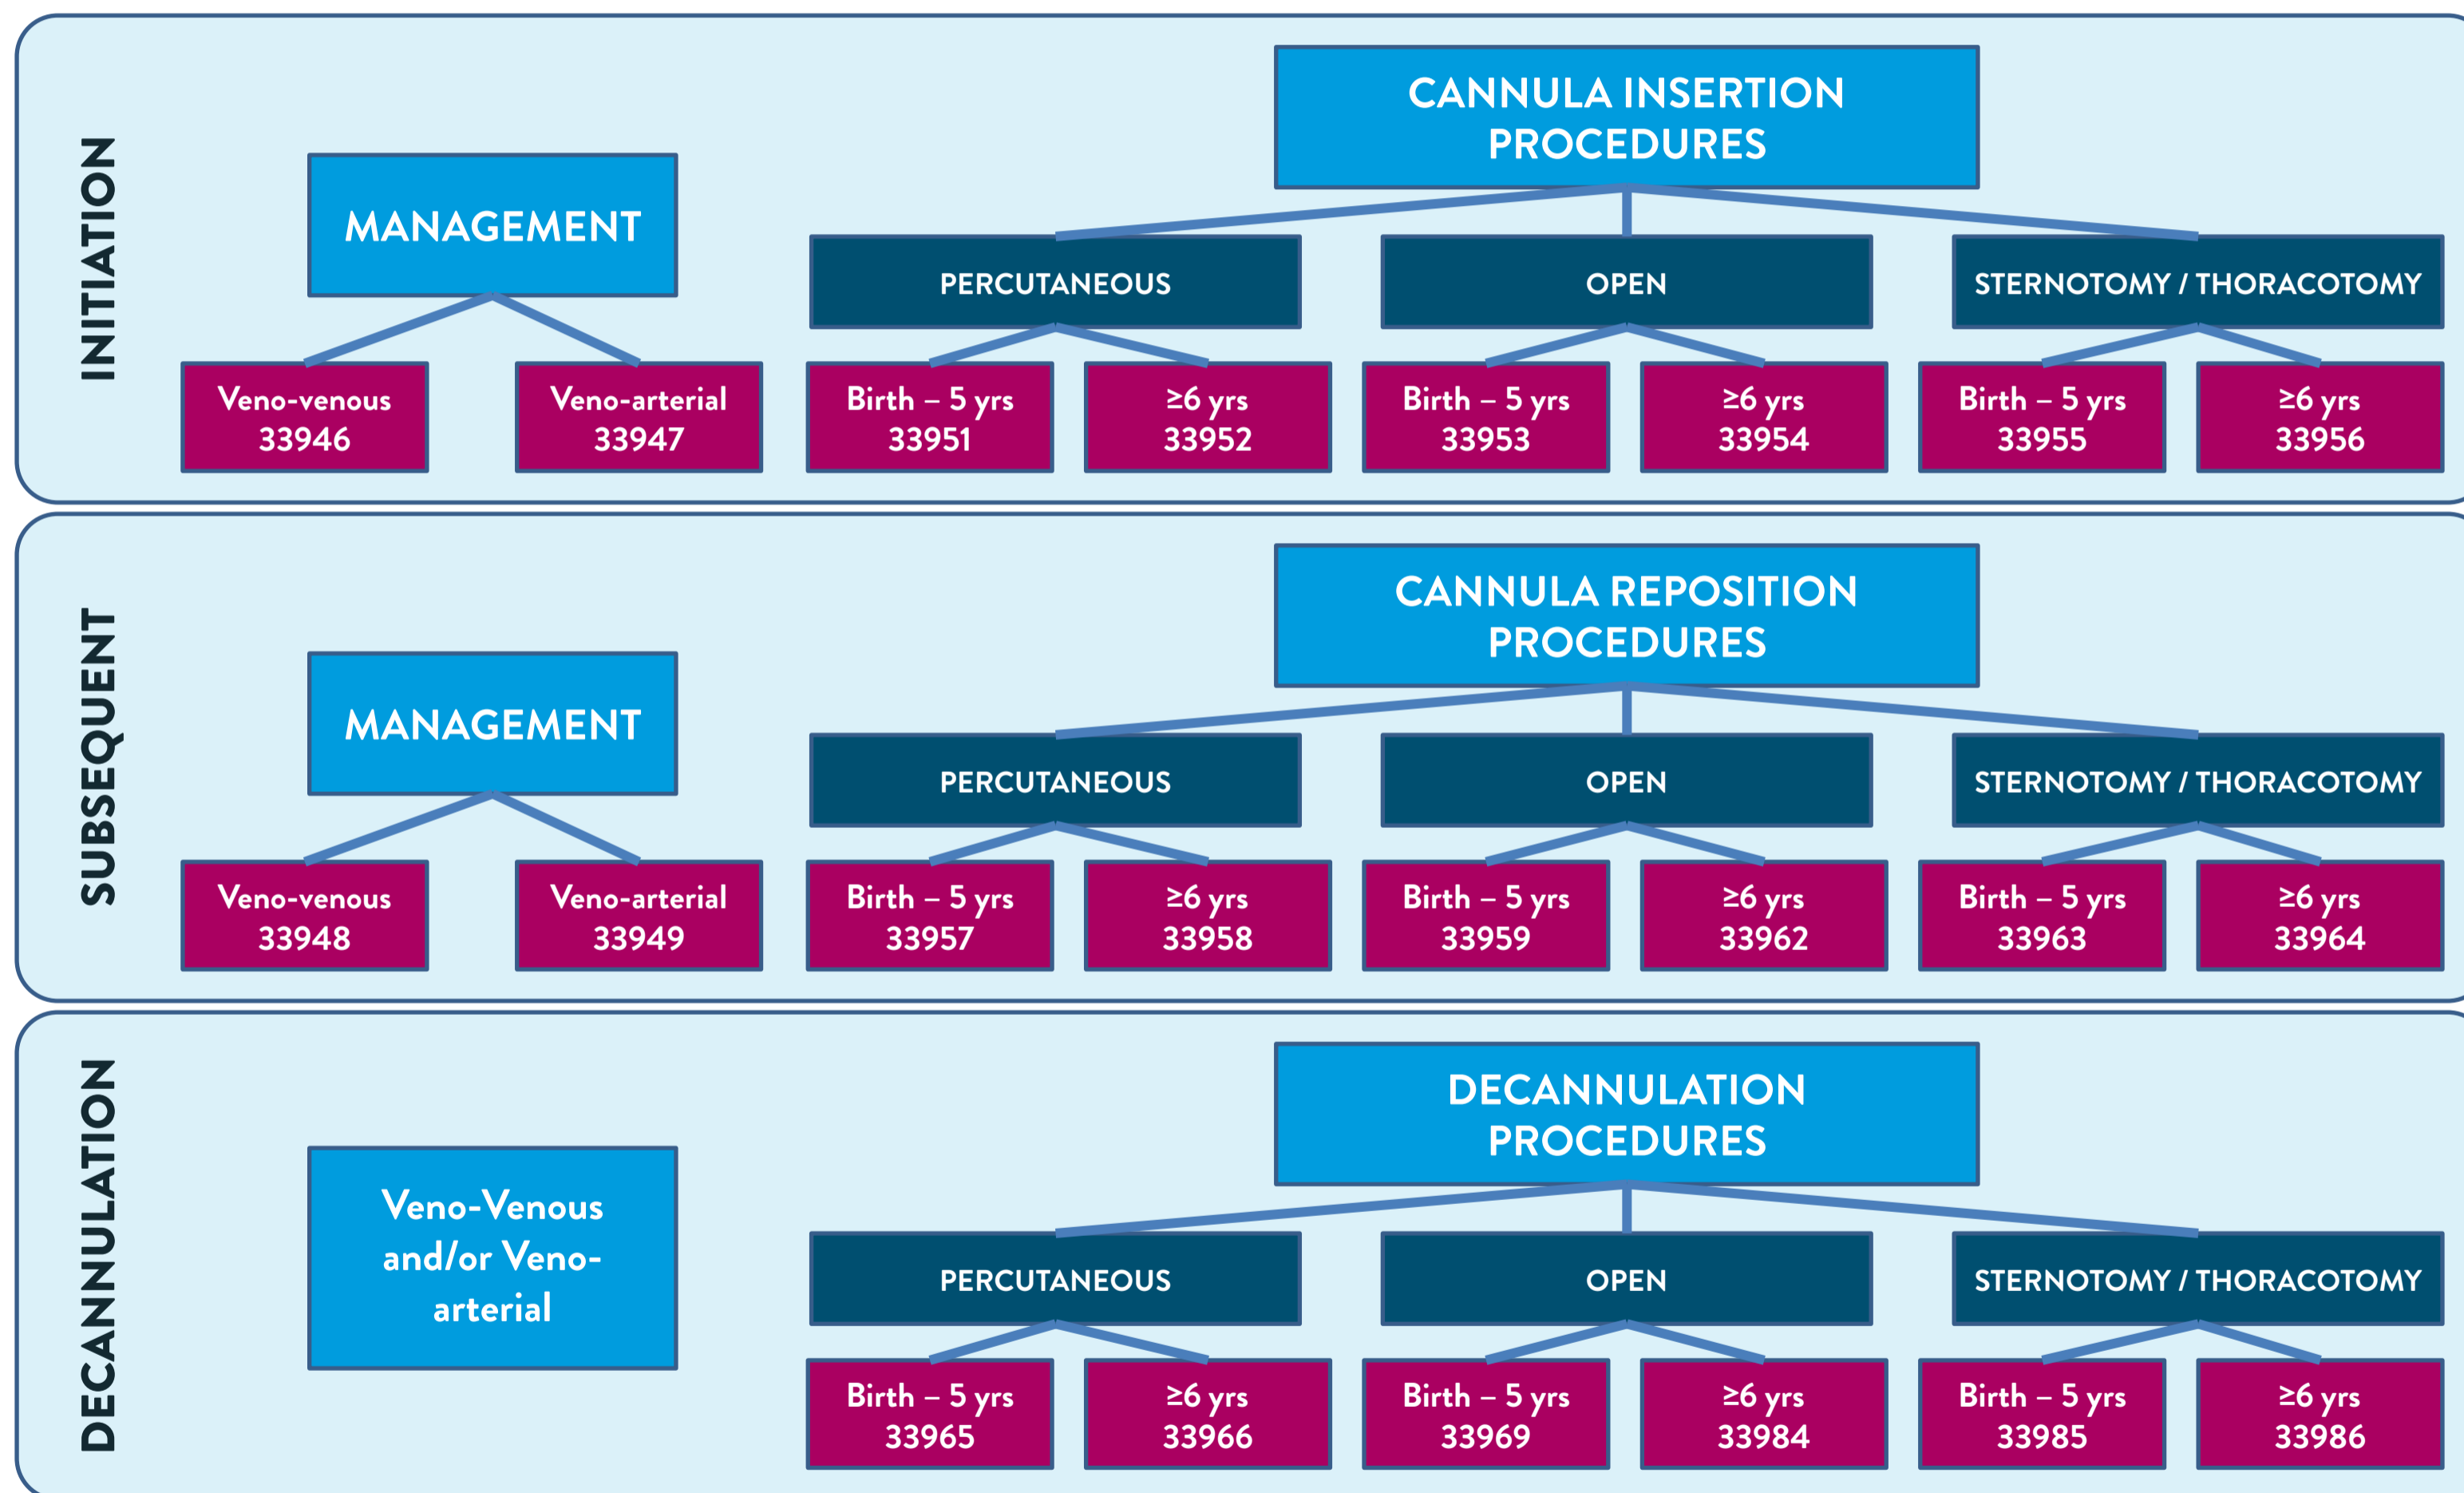 INITIATION
MANAGEMENT
Veno-venous
33946
Veno-arterial
33947
CANNULA INSERTION
PROCEDURES
PERCUTANEOUS
Birth – 5 yrs
33951
≥6 yrs
33952
OPEN
Birth – 5 yrs
33953
≥6 yrs
33954
STERNOTOMY / THORACOTOMY
Birth – 5 yrs
33955
≥6 yrs
33956
SUBSEQUENT
MANAGEMENT
Veno-venous
33948
Veno-arterial
33949
CANNULA REPOSITION
PROCEDURES
PERCUTANEOUS
Birth – 5 yrs
33957
≥6 yrs
33958
OPEN
Birth – 5 yrs
33959
≥6 yrs
33962
STERNOTOMY / THORACOTOMY
Birth – 5 yrs
33963
≥6 yrs
33964
DECANNULATION
Veno-Venous
and/or Veno-
arterial
DECANNULATION
PROCEDURES
PERCUTANEOUS
Birth – 5 yrs
33965
≥6 yrs
33966
OPEN
Birth – 5 yrs
33969
≥6 yrs
33984
STERNOTOMY / THORACOTOMY
Birth – 5 yrs
33985
≥6 yrs
33986